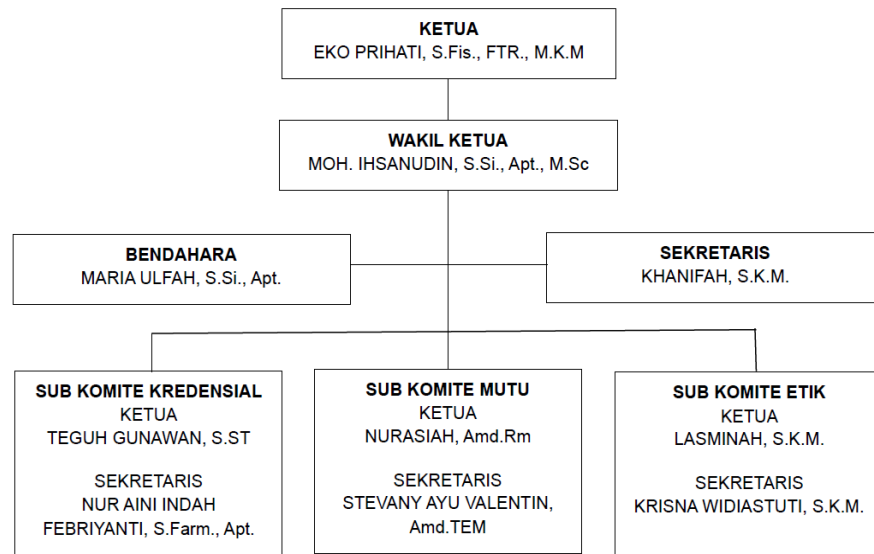 KETUA
EKO PRIHATI, S.Fis., FTR., M.K.M
WAKIL KETUA
MOH. IHSANUDIN, S.Si., Apt., M.Sc
BENDAHARA
MARIA ULFAH, S.Si., Apt.
SEKRETARIS
KHANIFAH, S.K.M.
SUB KOMITE KREDENSIAL
KETUA
TEGUH GUNAWAN, S.ST
SEKRETARIS
NUR AINI INDAH
FEBRIYANTI, S.Farm., Apt.
SUB KOMITE MUTU
KETUA
NURASIAH, Amd.Rm
SEKRETARIS
STEVANY AYU VALENTIN,
Amd.TEM
SUB KOMITE ETIK
KETUA
LASMINAH, S.K.M.
SEKRETARIS
KRISNA WIDIASTUTI, S.K.M.